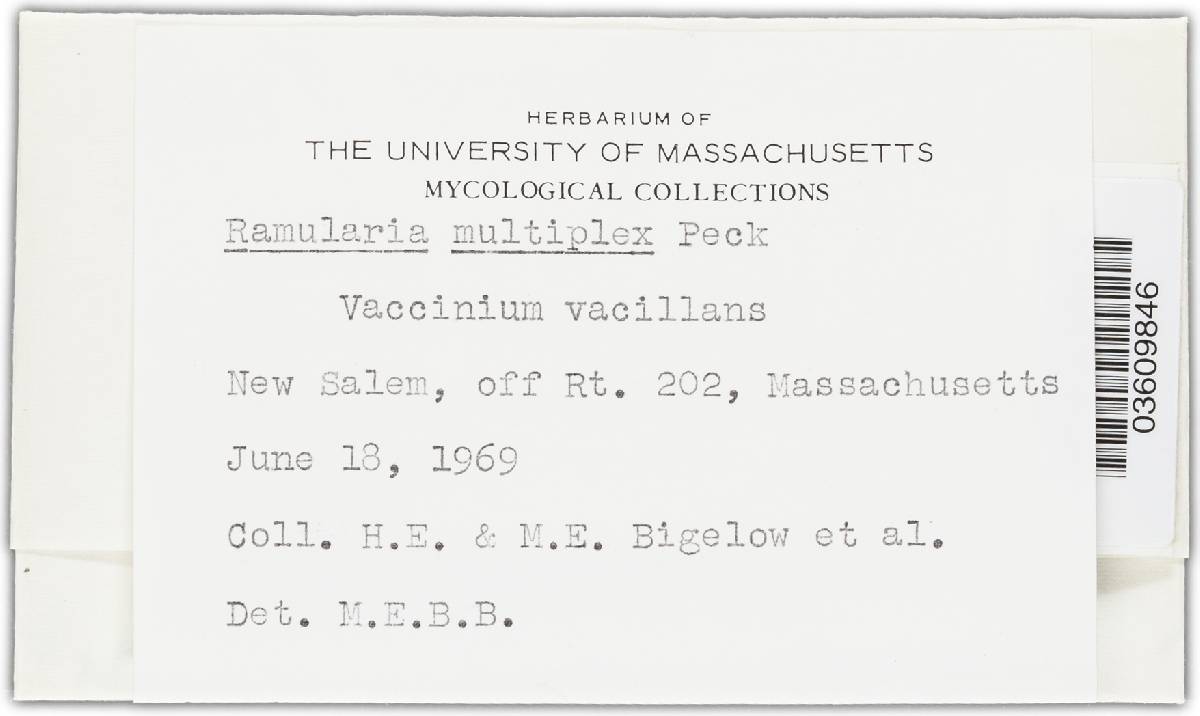 HERBARIUM OF
THE UNIVERSITY OF MASSACHUSETTS
MYCOLOGICAL COLLECTIONS
Ramularia multiplex Peck
Vaccinium vacillans
New Salem, off Rt. 202, Massachusetts
June 18, 1969
Coll. H.E. & M.E. Bigelow et al.
Det. M.E.B.B.
03609846